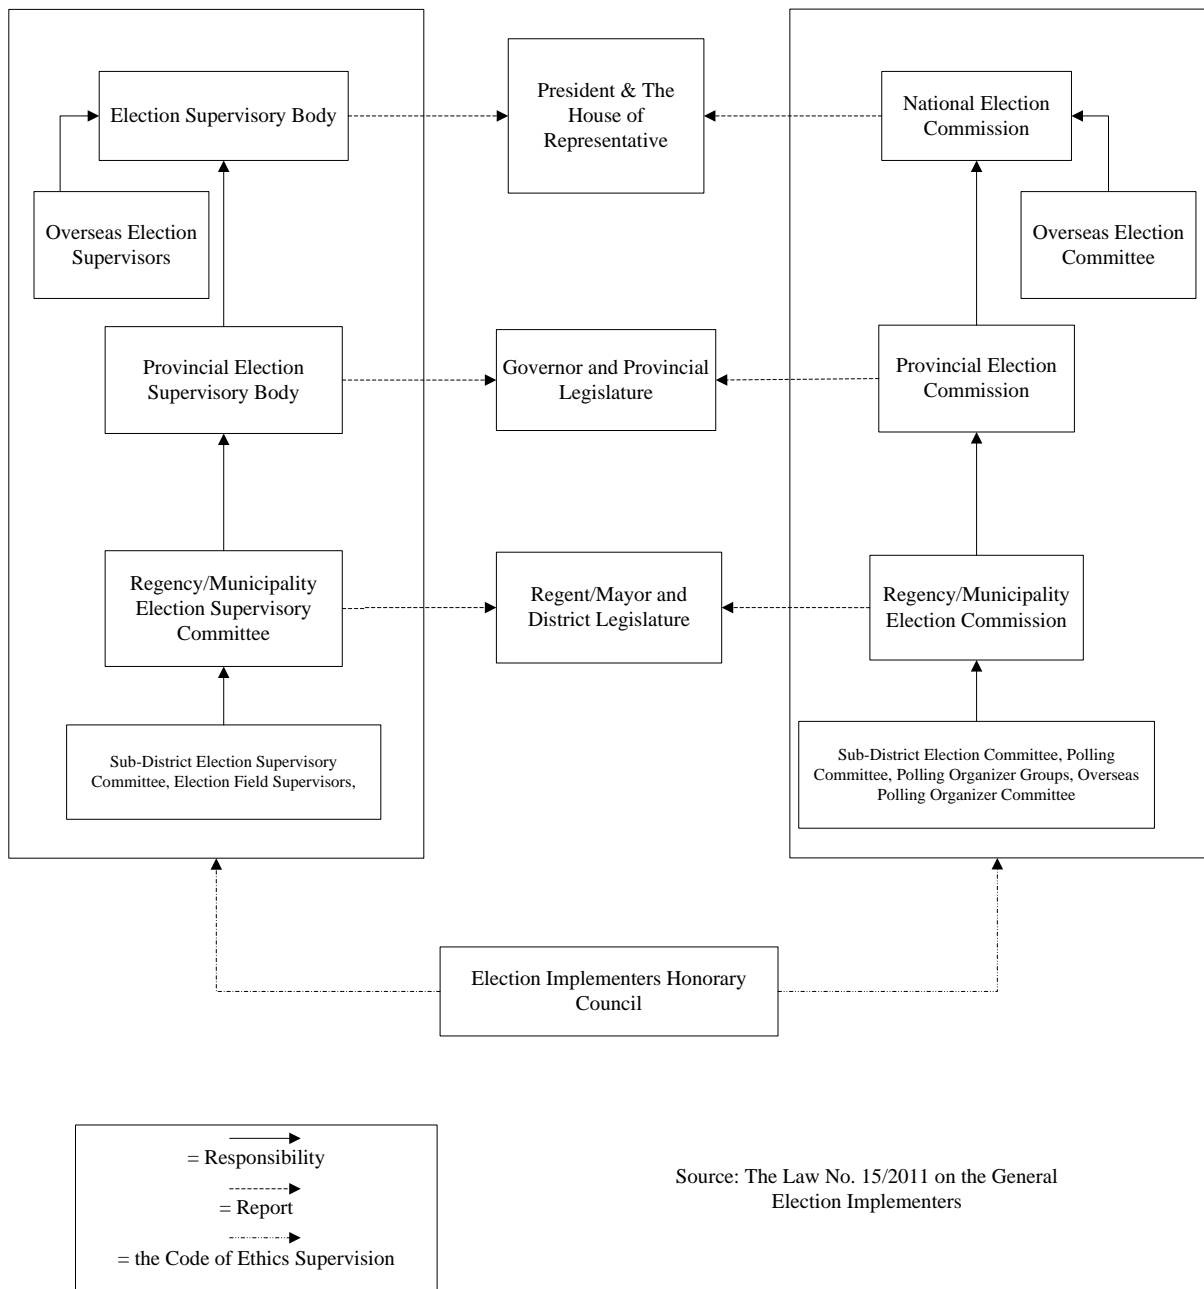 Election Supervisory Body
President & The
House of
Representative
National Election
Commission
Overseas Election
Supervisors
Overseas Election
Committee
Provincial Election
Supervisory Body
Governor and Provincial
Legislature
Provincial Election
Commission
Regency/Municipality
Election Supervisory
Committee
Regent/Mayor and
District Legislature
Regency/Municipality
Election Commission
Sub-District Election Supervisory
Committee, Election Field Supervisors,
Sub-District Election Committee, Polling
Committee, Polling Organizer Groups, Overseas
Polling Organizer Committee
Election Implementers Honorary
Council
= Responsibility
= Report
= the Code of Ethics Supervision
Source: The Law No. 15/2011 on the General
Election Implementers